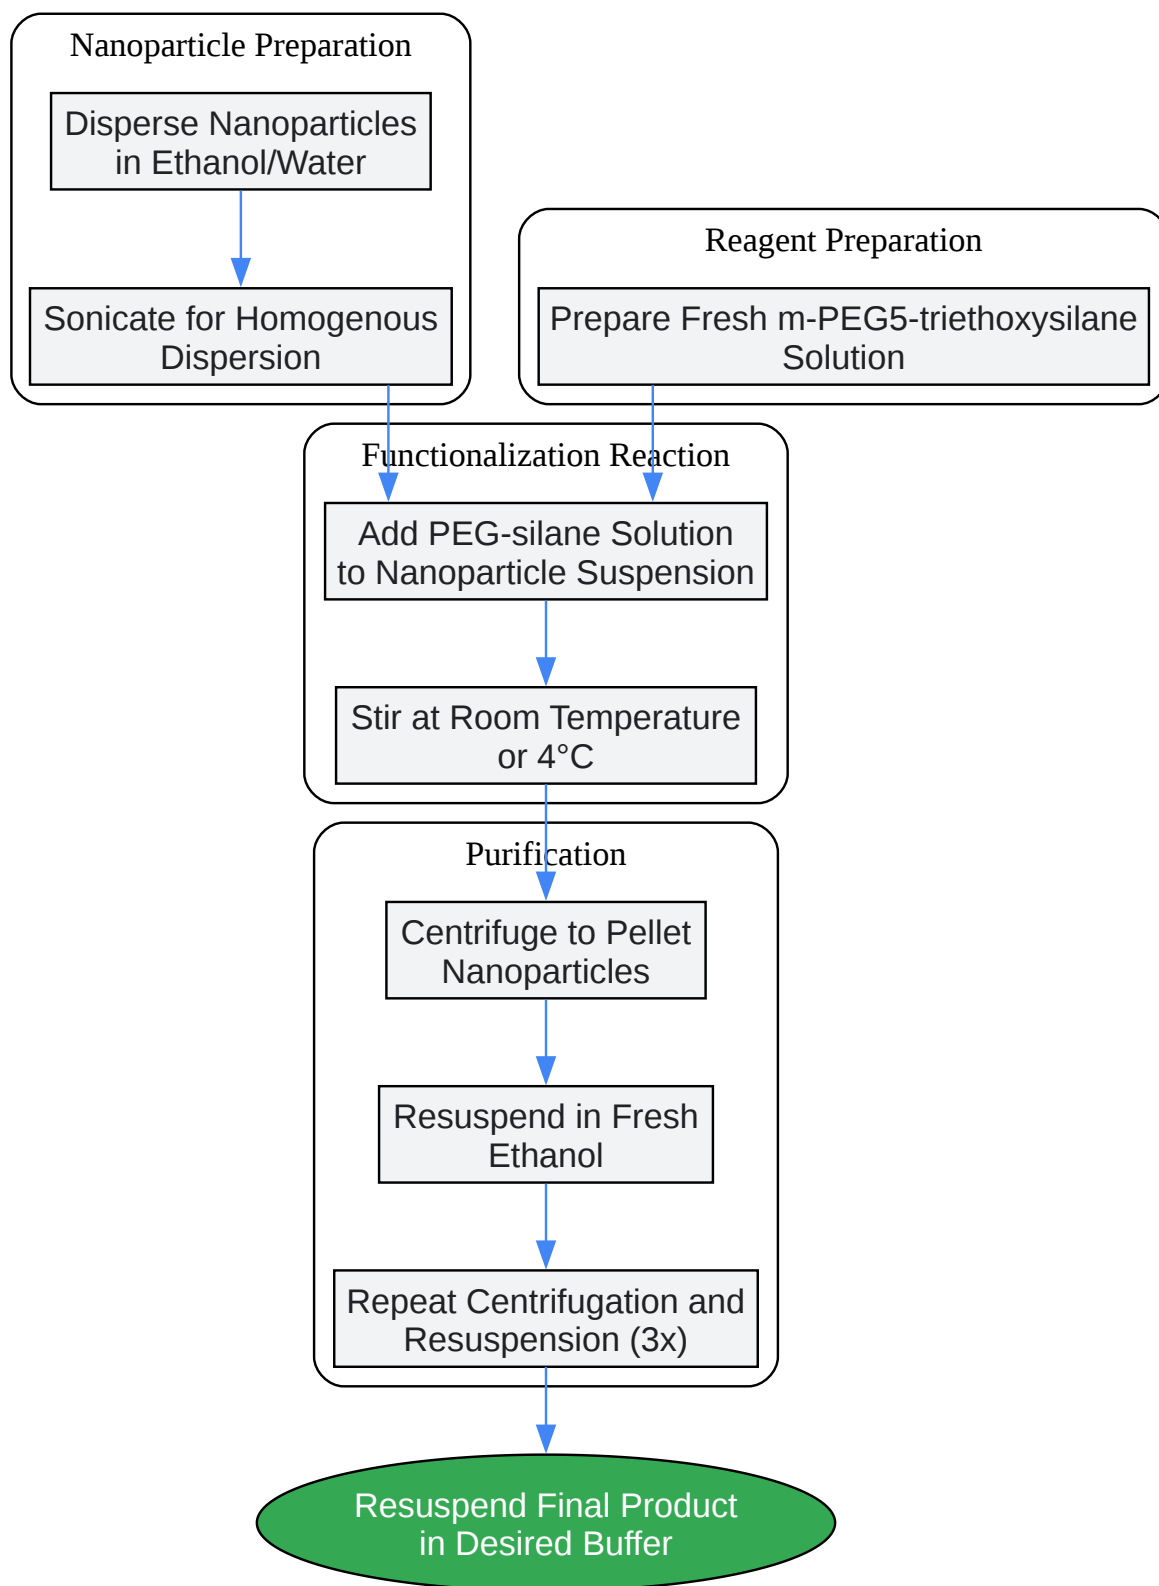 Nanoparticle Preparation
Disperse Nanoparticles
in Ethanol/Water
Sonicate for Homogenous
Dispersion
Reagent Preparation
Prepare Fresh m-PEG5-triethoxysilane
Solution
Functionalization Reaction
Add PEG-silane Solution
to Nanoparticle Suspension
Stir at Room Temperature
or 4°C
Purification
Centrifuge to Pellet
Nanoparticles
Resuspend in Fresh
Ethanol
Repeat Centrifugation and
Resuspension (3x)
Resuspend Final Product
in Desired Buffer